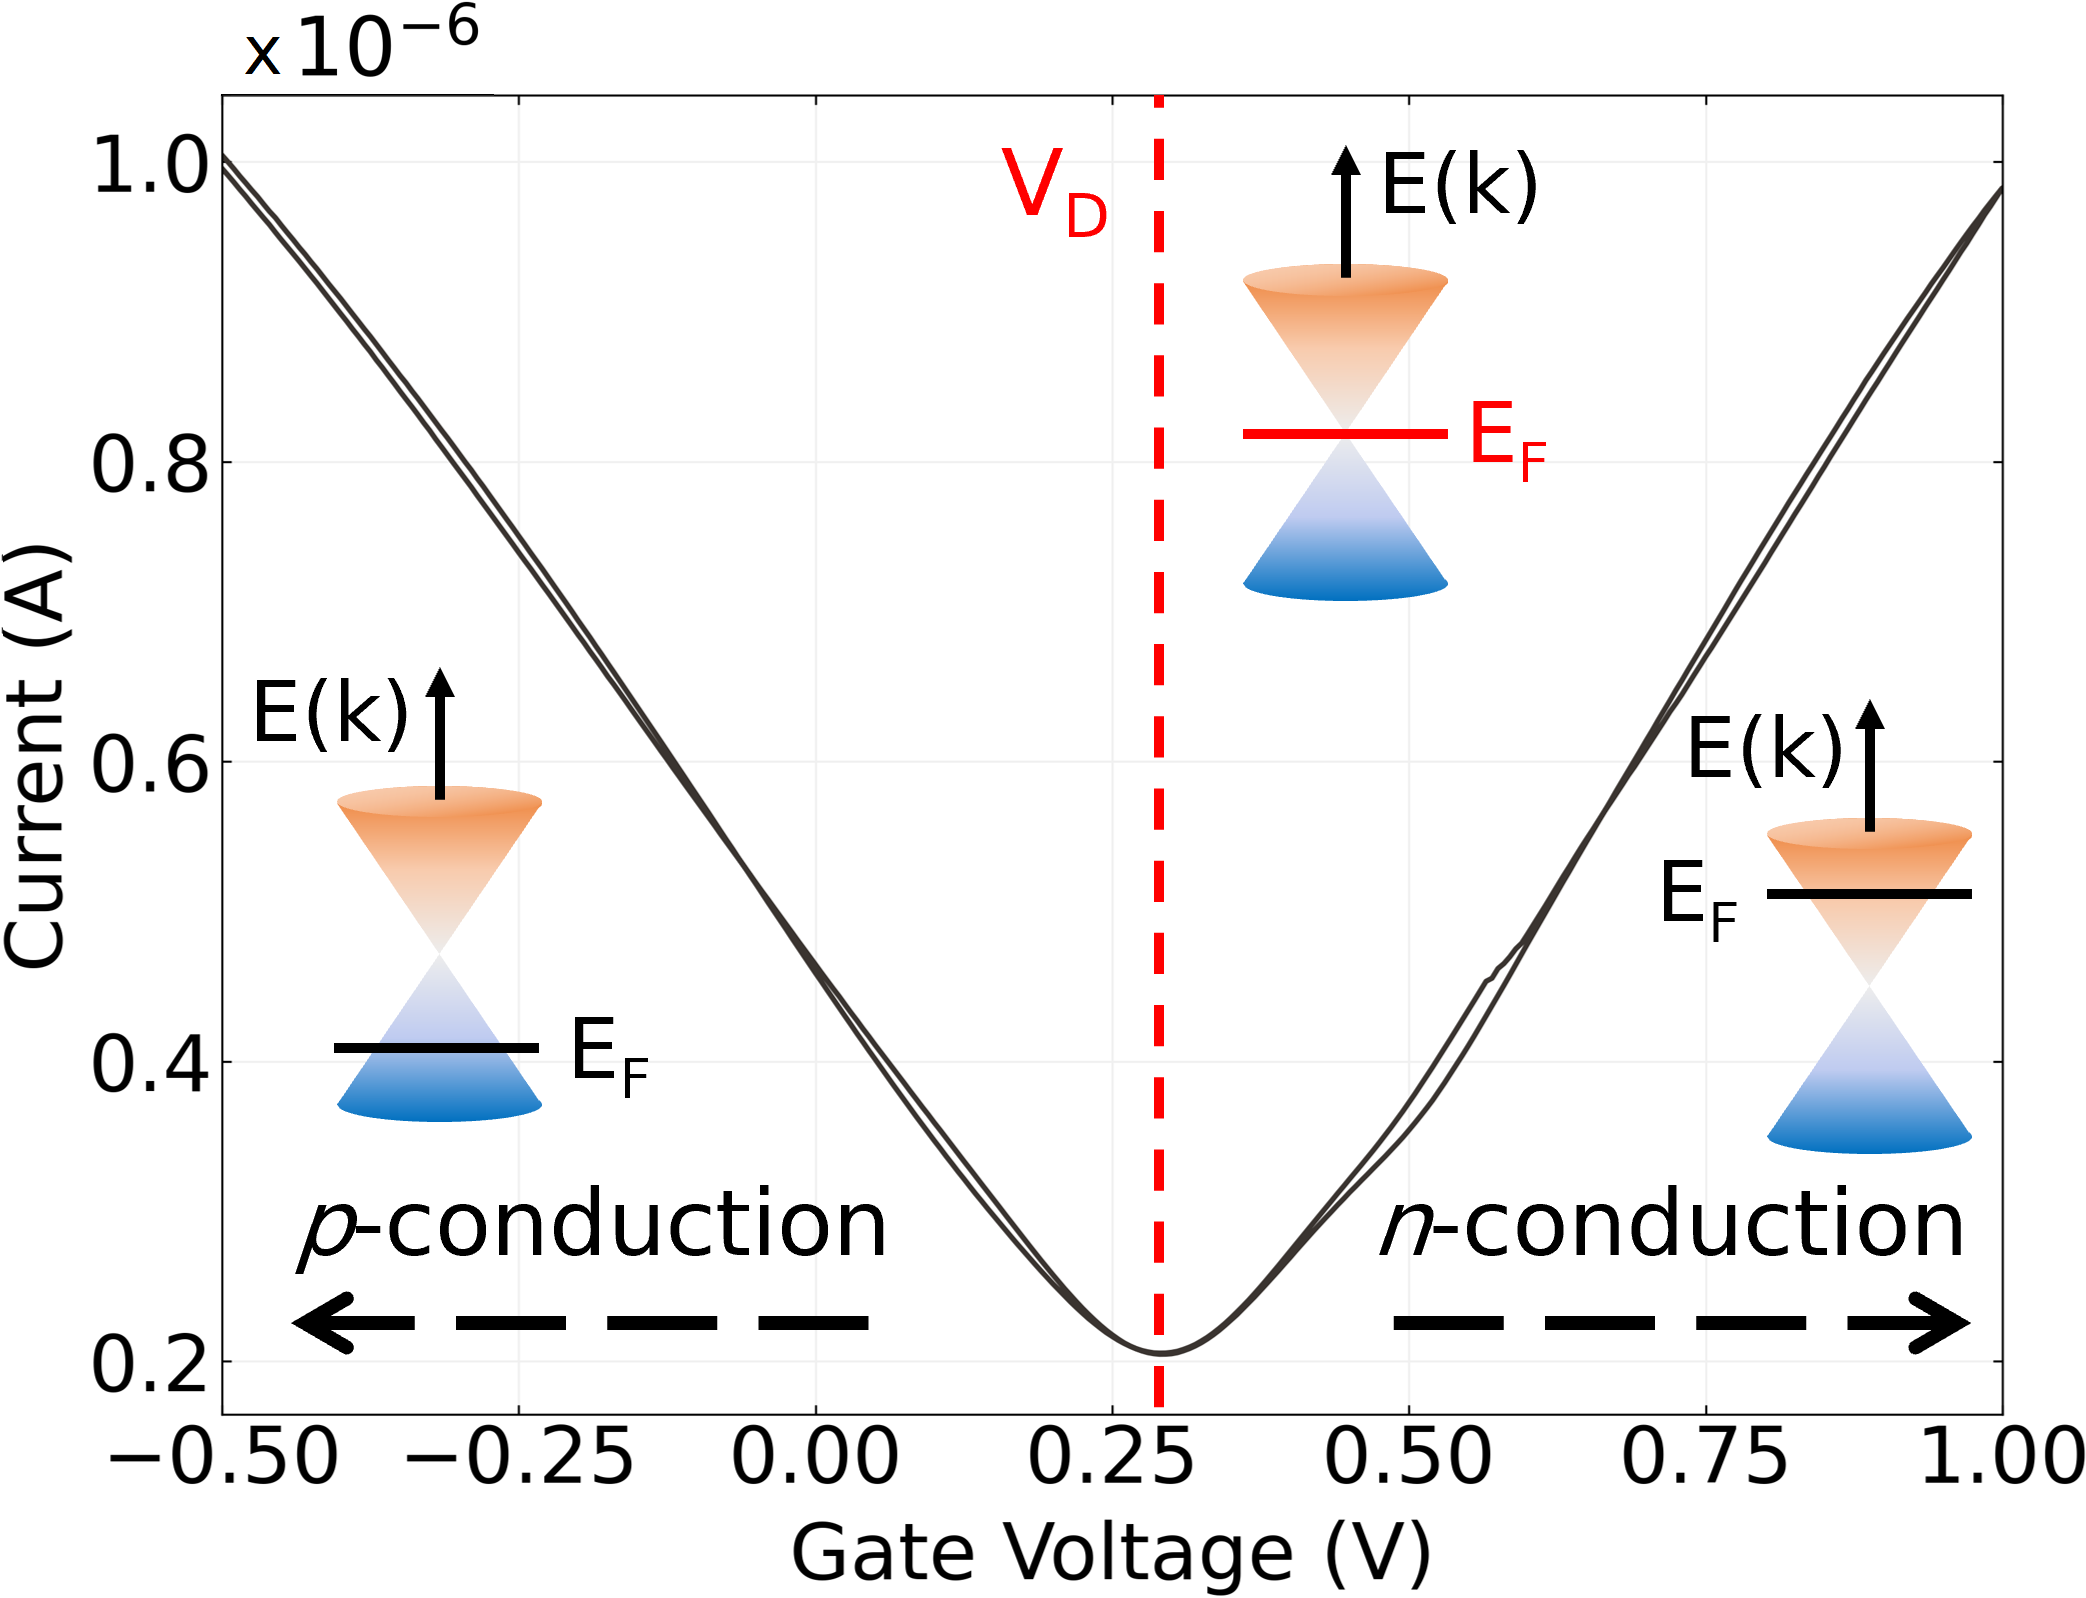 x10⁻⁶
1.0
0.8
0.6
0.4
0.2
Current (A)
V_D
E(k)
E_F
E(k)
E_F
E(k)
E_F
p-conduction
n-conduction
−0.50 −0.25 0.00 0.25 0.50 0.75 1.00
Gate Voltage (V)